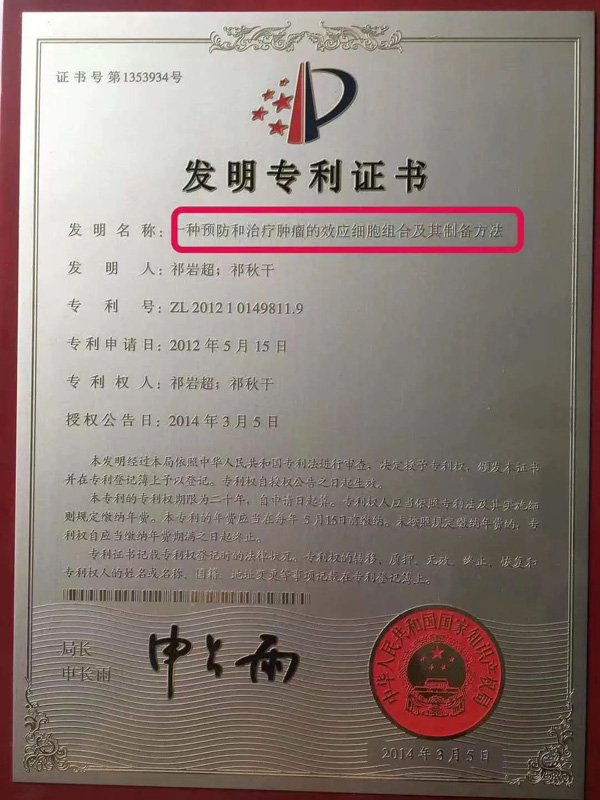 证书号第1353934号
发明专利证书
发明名称：一种预防和治疗肿瘤的效应细胞组合及其制备方法
发明人：祁岩超；祁秋干
专利号：ZL 2012 1 0149811.9
专利申请日：2012年5月15日
专利权人：祁岩超；祁秋干
授权公告日：2014年3月5日
本发明经过本局依照中华人民共和国专利法进行审查，决定授予专利权，颁发本证书
并在专利登记簿上予以登记。专利权自授权公告之日起生效。
本专利的专利权期限为二十年，自申请日起算。专利权人应当依照专利法及其实施细
则规定缴纳年费。本专利的年费应当在每年5月15日前缴纳。未按照规定缴纳年费的，专
利权自应当缴纳年费期满之日起终止。
专利证书记载专利权登记时的法律状况。专利权的转移、质押、无效、终止、恢复和
专利权人的姓名或名称、国籍、地址变更等事项记载在专利登记簿上。
局长
申长雨
申长雨
中华人民共和国国家知识产权局
2014年3月5日